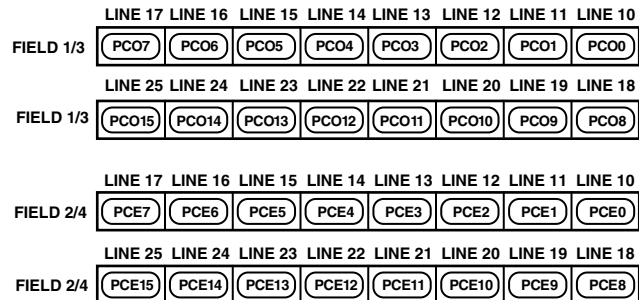 LINE 17 LINE 16 LINE 15 LINE 14 LINE 13 LINE 12 LINE 11 LINE 10
FIELD 1/3 PCO7 PCO6 PCO5 PCO4 PCO3 PCO2 PCO1 PCO0
LINE 25 LINE 24 LINE 23 LINE 22 LINE 21 LINE 20 LINE 19 LINE 18
FIELD 1/3 PCO15 PCO14 PCO13 PCO12 PCO11 PCO10 PCO9 PCO8
LINE 17 LINE 16 LINE 15 LINE 14 LINE 13 LINE 12 LINE 11 LINE 10
FIELD 2/4 PCE7 PCE6 PCE5 PCE4 PCE3 PCE2 PCE1 PCE0
LINE 25 LINE 24 LINE 23 LINE 22 LINE 21 LINE 20 LINE 19 LINE 18
FIELD 2/4 PCE15 PCE14 PCE13 PCE12 PCE11 PCE10 PCE9 PCE8